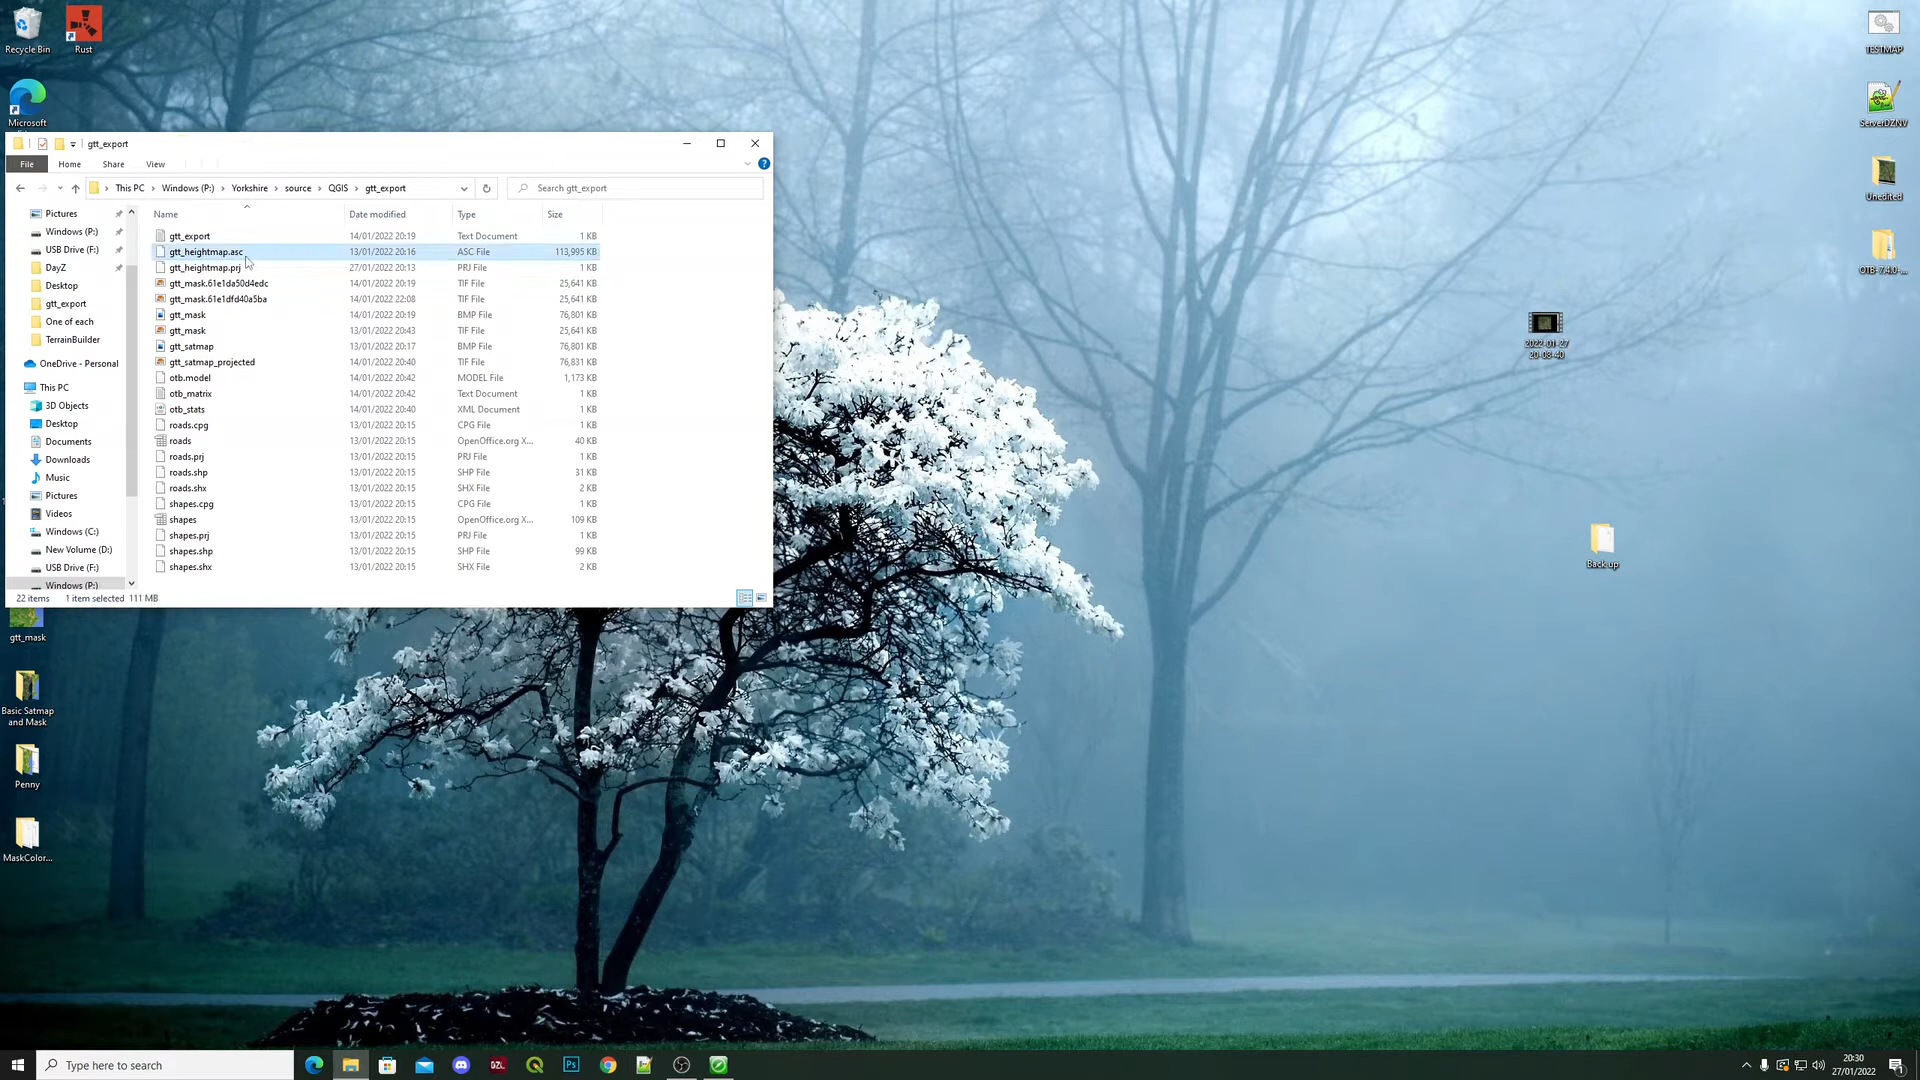 Recycle Bin
Rust
Microsoft
TESTMAP
ServerDZNV
Unedited
OTB-7.4.0-...
2022-01-27
20-08-40
Back up
gtt_export
File
Home
Share
View
This PC
Windows (P:)
Yorkshire
source
QGIS
gtt_export
Search gtt_export
Pictures
Windows (P:)
USB Drive (F:)
DayZ
Desktop
gtt_export
One of each
TerrainBuilder
OneDrive - Personal
This PC
3D Objects
Desktop
Documents
Downloads
Music
Pictures
Videos
Windows (C:)
New Volume (D:)
USB Drive (F:)
Windows (P:)
Name Date modified Type Size
gtt_export 14/01/2022 20:19 Text Document 1 KB
gtt_heightmap.asc 13/01/2022 20:16 ASC File 113,995 KB
gtt_heightmap.prj 27/01/2022 20:13 PRJ File 1 KB
gtt_mask.61e1da50d4edc 14/01/2022 20:19 TIF File 25,641 KB
gtt_mask.61e1dfd40a5ba 14/01/2022 22:08 TIF File 25,641 KB
gtt_mask 14/01/2022 20:19 BMP File 76,801 KB
gtt_mask 13/01/2022 20:43 TIF File 25,641 KB
gtt_satmap 13/01/2022 20:17 BMP File 76,801 KB
gtt_satmap_projected 14/01/2022 20:40 TIF File 76,831 KB
otb.model 14/01/2022 20:42 MODEL File 1,173 KB
otb_matrix 14/01/2022 20:42 Text Document 1 KB
otb_stats 14/01/2022 20:40 XML Document 1 KB
roads.cpg 13/01/2022 20:15 CPG File 1 KB
roads 13/01/2022 20:15 OpenOffice.org X... 40 KB
roads.prj 13/01/2022 20:15 PRJ File 1 KB
roads.shp 13/01/2022 20:15 SHP File 31 KB
roads.shx 13/01/2022 20:15 SHX File 2 KB
shapes.cpg 13/01/2022 20:15 CPG File 1 KB
shapes 13/01/2022 20:15 OpenOffice.org X... 109 KB
shapes.prj 13/01/2022 20:15 PRJ File 1 KB
shapes.shp 13/01/2022 20:15 SHP File 99 KB
shapes.shx 13/01/2022 20:15 SHX File 2 KB
22 items 1 item selected 111 MB
gtt_mask
Basic Satmap
and Mask
Penny
MaskColor...
Type here to search
DZL
Ps
20:30
27/01/2022